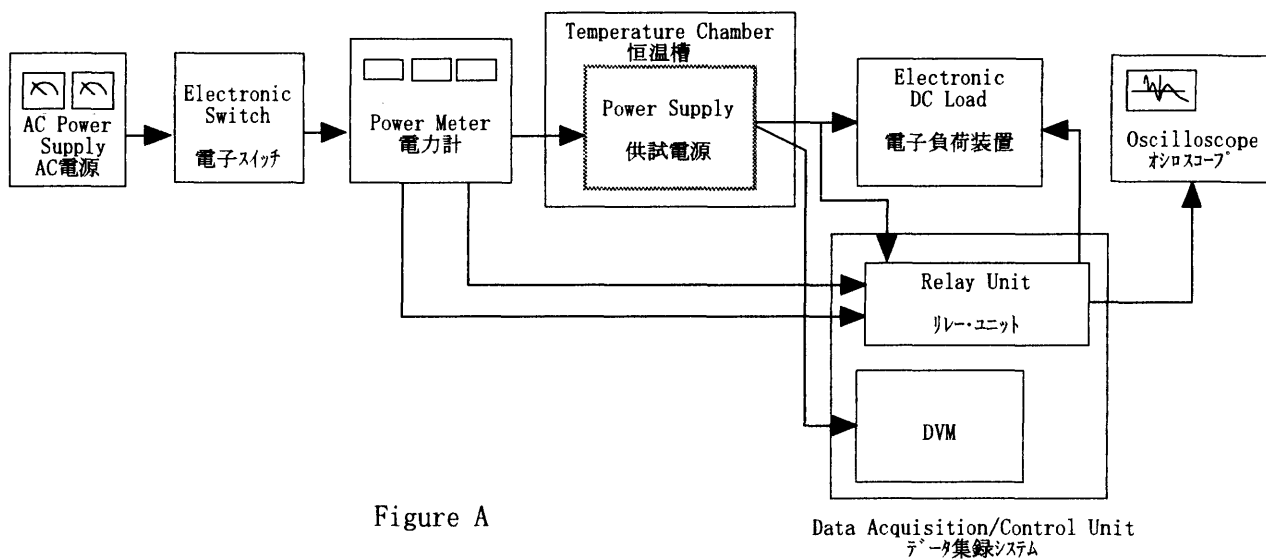 AC Power
Supply
AC電源
Electronic
Switch
電子スイッチ
Power Meter
電力計
Temperature Chamber
恒温槽
Power Supply
供試電源
Electronic
DC Load
電子負荷装置
Oscilloscope
オシロスコープ
Relay Unit
リレー・ユニット
DVM
Data Acquisition/Control Unit
データ集録システム
Figure A